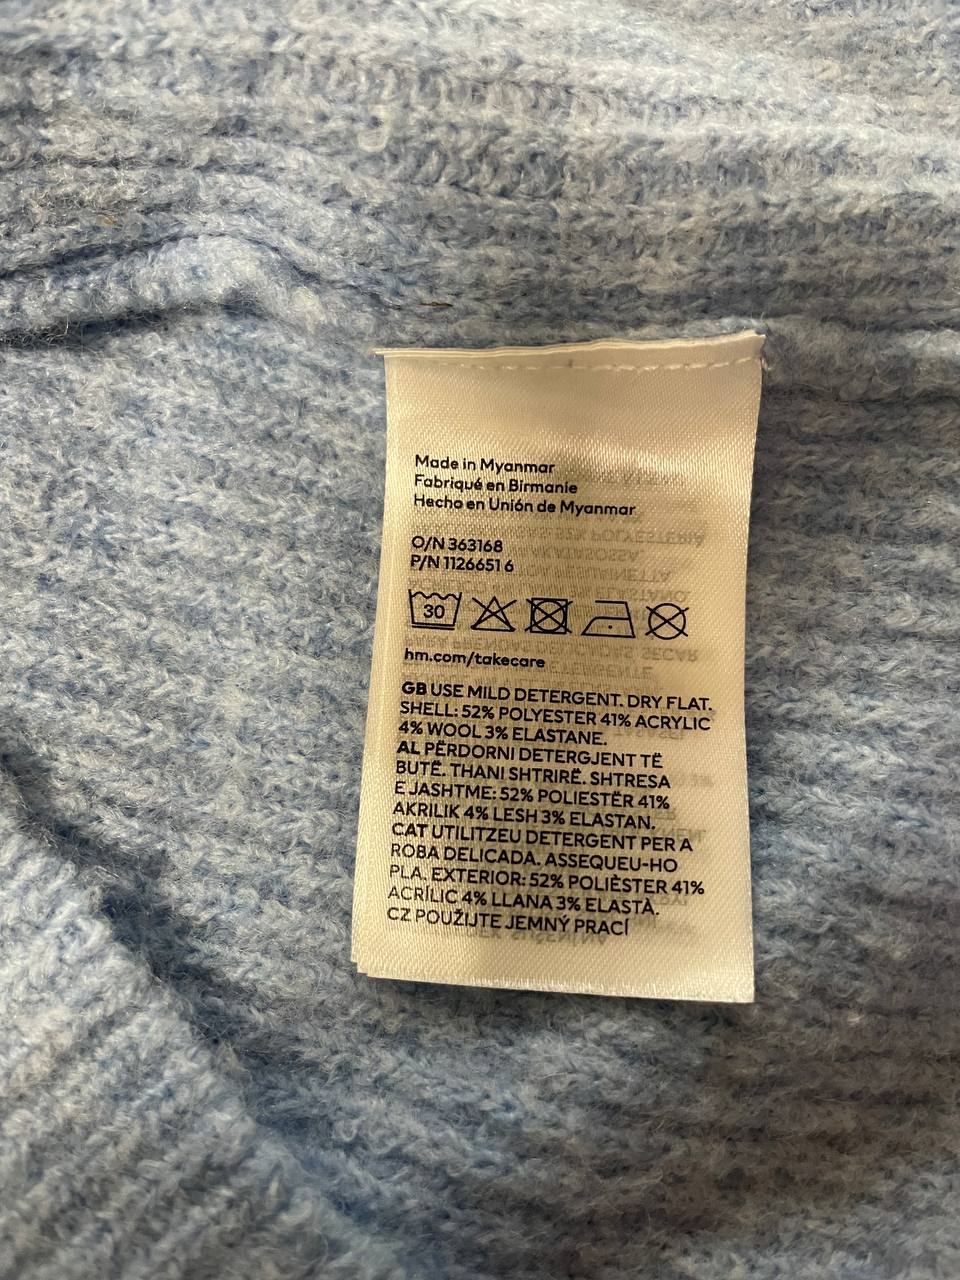 Made in Myanmar
Fabriqué en Birmanie
Hecho en Unión de Myanmar
O/N 363168
P/N 1126651 6
30
hm.com/takecare
GB USE MILD DETERGENT. DRY FLAT.
SHELL: 52% POLYESTER 41% ACRYLIC
4% WOOL 3% ELASTANE.
AL PËRDORNI DETERGJENT TË
BUTË. THANI SHTRIRË. SHTRESA
E JASHTME: 52% POLIESTËR 41%
AKRILIK 4% LESH 3% ELASTAN.
CAT UTILITZEU DETERGENT PER A
ROBA DELICADA. ASSEQUEU-HO
PLA. EXTERIOR: 52% POLIÈSTER 41%
ACRÍLIC 4% LLANA 3% ELASTÀ.
CZ POUŽIJTE JEMNÝ PRACÍ